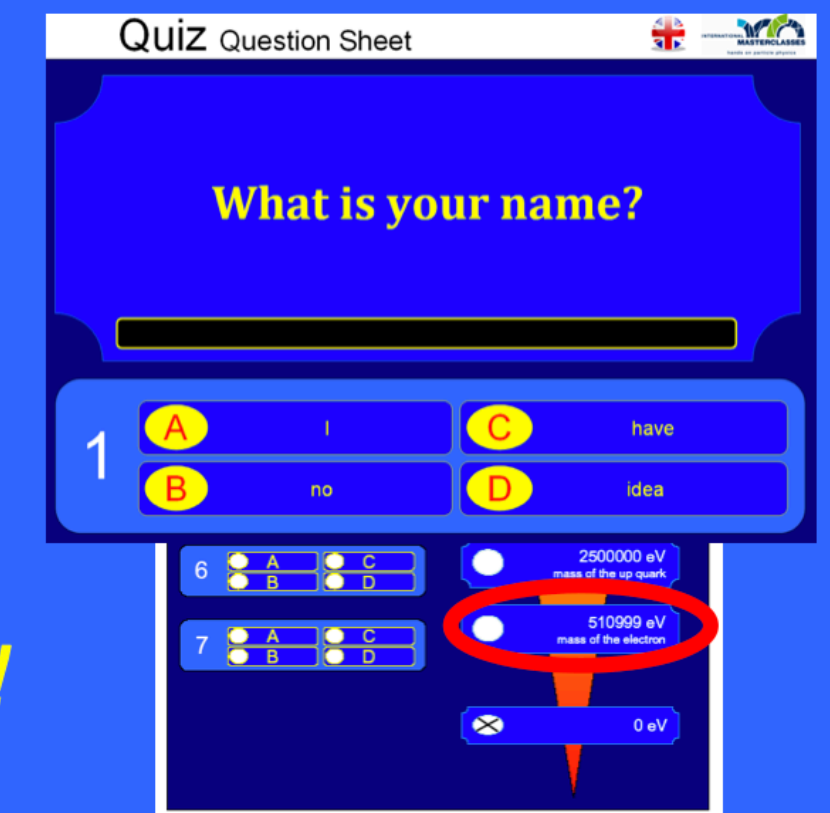 Quiz Question Sheet
INTERNATIONAL MASTERCLASSES
hands on particle physics
What is your name?
1
A I
C have
B no
D idea
6
A C
B D
2500000 eV
mass of the up quark
7
A C
B D
510999 eV
mass of the electron
0 eV
!